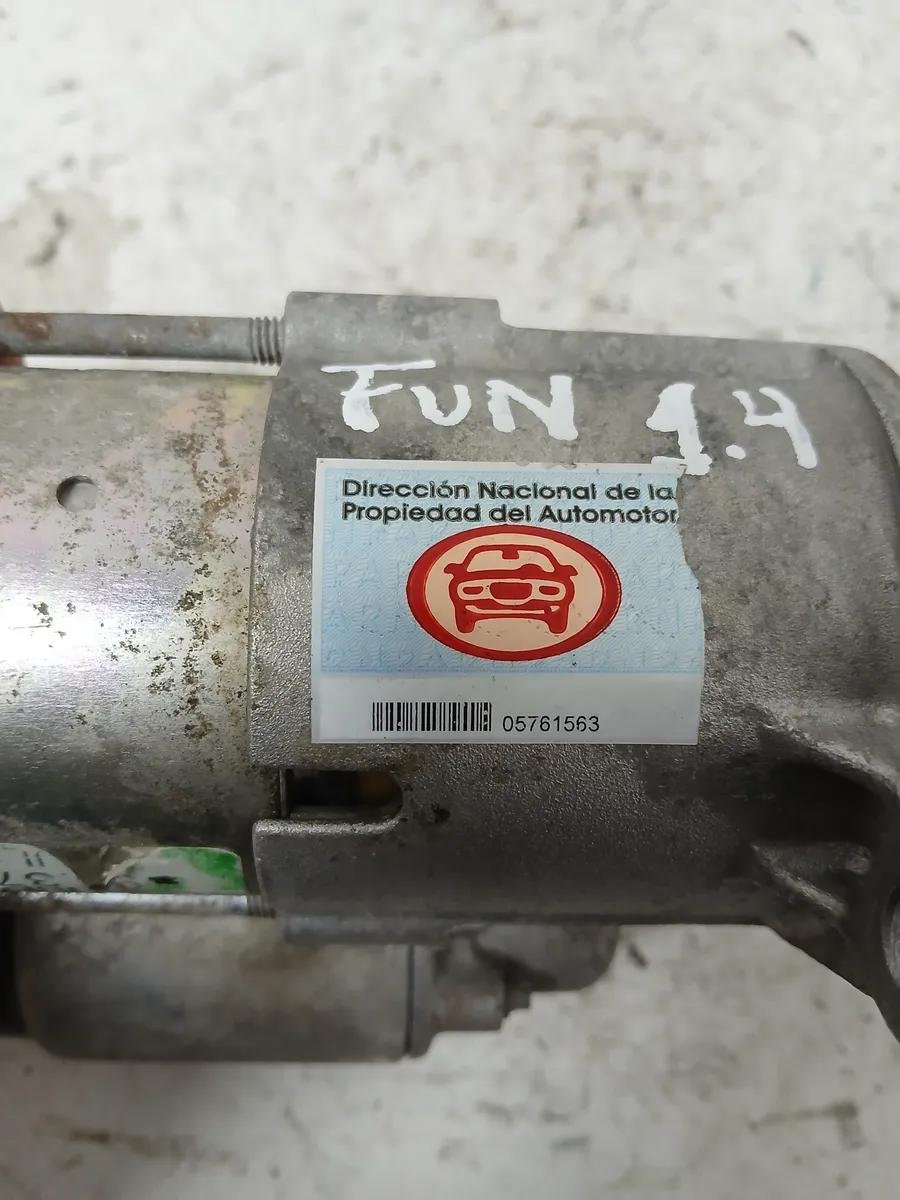 FUN 1.4
Dirección Nacional de la
Propiedad del Automotor
05761563